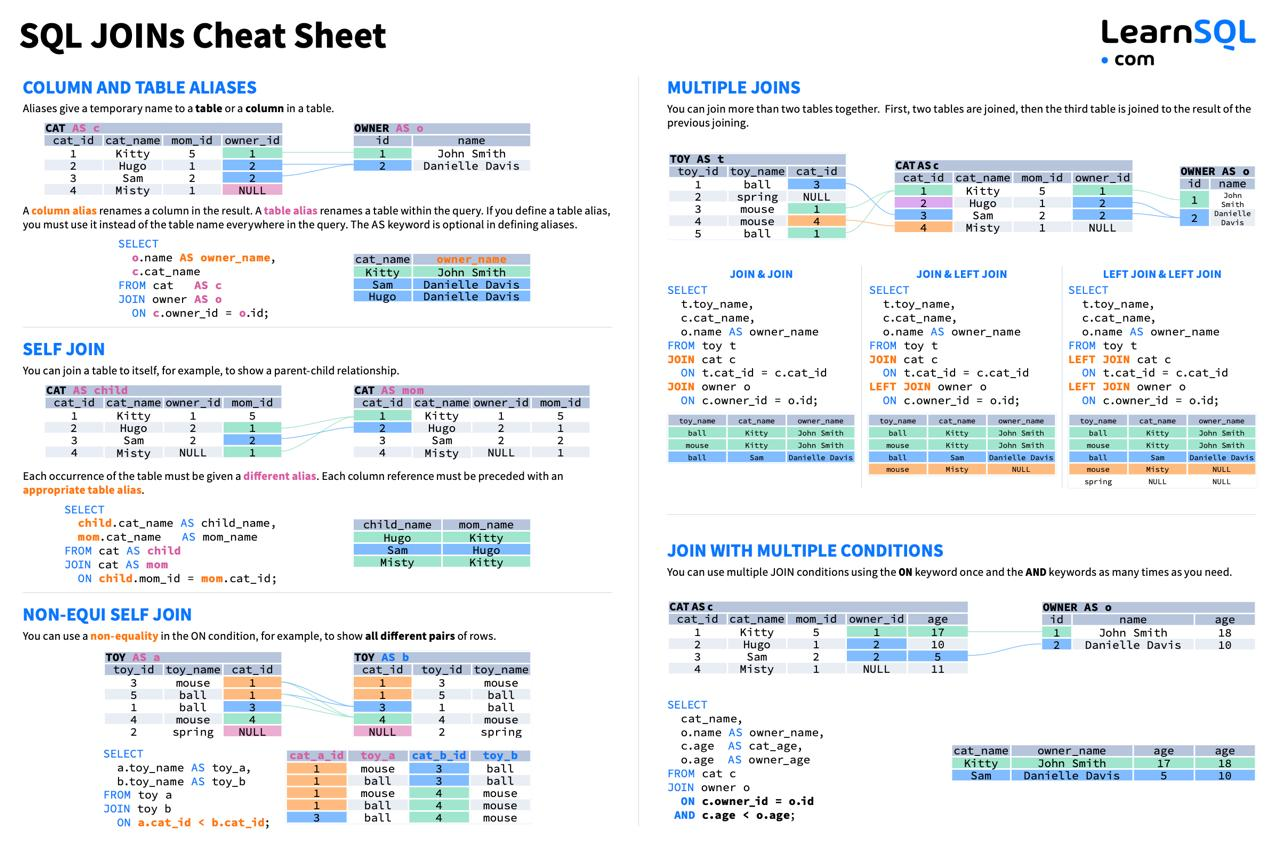 SQL JOINs Cheat Sheet
LearnSQL
• com
COLUMN AND TABLE ALIASES
Aliases give a temporary name to a table or a column in a table.
CAT AS c
cat_id cat_name mom_id owner_id
1 Kitty 5 1
2 Hugo 1 2
3 Sam 2 2
4 Misty 1 NULL
OWNER AS o
id name
1 John Smith
2 Danielle Davis
A column alias renames a column in the result. A table alias renames a table within the query. If you define a table alias,
you must use it instead of the table name everywhere in the query. The AS keyword is optional in defining aliases.
SELECT
o.name AS owner_name,
c.cat_name
FROM cat AS c
JOIN owner AS o
ON c.owner_id = o.id;
cat_name owner_name
Kitty John Smith
Sam Danielle Davis
Hugo Danielle Davis
SELF JOIN
You can join a table to itself, for example, to show a parent-child relationship.
CAT AS child
cat_id cat_name owner_id mom_id
1 Kitty 1 5
2 Hugo 2 1
3 Sam 2 2
4 Misty NULL 1
CAT AS mom
cat_id cat_name owner_id mom_id
1 Kitty 1 5
2 Hugo 2 1
3 Sam 2 2
4 Misty NULL 1
Each occurrence of the table must be given a different alias. Each column reference must be preceded with an
appropriate table alias.
SELECT
child.cat_name AS child_name,
mom.cat_name AS mom_name
FROM cat AS child
JOIN cat AS mom
ON child.mom_id = mom.cat_id;
child_name mom_name
Hugo Kitty
Sam Hugo
Misty Kitty
NON-EQUI SELF JOIN
You can use a non-equality in the ON condition, for example, to show all different pairs of rows.
TOY AS a
toy_id toy_name cat_id
3 mouse 1
5 ball 1
1 ball 3
4 mouse 4
2 spring NULL
TOY AS b
cat_id toy_id toy_name
1 3 mouse
1 5 ball
3 1 ball
4 4 mouse
NULL 2 spring
SELECT
a.toy_name AS toy_a,
b.toy_name AS toy_b
FROM toy a
JOIN toy b
ON a.cat_id < b.cat_id;
cat_a_id toy_a cat_b_id toy_b
1 mouse 3 ball
1 ball 3 ball
1 mouse 4 mouse
1 ball 4 mouse
3 ball 4 mouse
MULTIPLE JOINS
You can join more than two tables together. First, two tables are joined, then the third table is joined to the result of the
previous joining.
TOY AS t
toy_id toy_name cat_id
1 ball 3
2 spring NULL
3 mouse 1
4 mouse 4
5 ball 1
CAT AS c
cat_id cat_name mom_id owner_id
1 Kitty 5 1
2 Hugo 1 2
3 Sam 2 2
4 Misty 1 NULL
OWNER AS o
id name
1 John
Smith
2 Danielle
Davis
JOIN & JOIN
SELECT
t.toy_name,
c.cat_name,
o.name AS owner_name
FROM toy t
JOIN cat c
ON t.cat_id = c.cat_id
JOIN owner o
ON c.owner_id = o.id;
toy_name cat_name owner_name
ball Kitty John Smith
mouse Kitty John Smith
ball Sam Danielle Davis
JOIN & LEFT JOIN
SELECT
t.toy_name,
c.cat_name,
o.name AS owner_name
FROM toy t
JOIN cat c
ON t.cat_id = c.cat_id
LEFT JOIN owner o
ON c.owner_id = o.id;
toy_name cat_name owner_name
ball Kitty John Smith
mouse Kitty John Smith
ball Sam Danielle Davis
mouse Misty NULL
LEFT JOIN & LEFT JOIN
SELECT
t.toy_name,
c.cat_name,
o.name AS owner_name
FROM toy t
LEFT JOIN cat c
ON t.cat_id = c.cat_id
LEFT JOIN owner o
ON c.owner_id = o.id;
toy_name cat_name owner_name
ball Kitty John Smith
mouse Kitty John Smith
ball Sam Danielle Davis
mouse Misty NULL
spring NULL NULL
JOIN WITH MULTIPLE CONDITIONS
You can use multiple JOIN conditions using the ON keyword once and the AND keywords as many times as you need.
CAT AS c
cat_id cat_name mom_id owner_id age
1 Kitty 5 1 17
2 Hugo 1 2 10
3 Sam 2 2 5
4 Misty 1 NULL 11
OWNER AS o
id name age
1 John Smith 18
2 Danielle Davis 10
SELECT
cat_name,
o.name AS owner_name,
c.age AS cat_age,
o.age AS owner_age
FROM cat c
JOIN owner o
ON c.owner_id = o.id
AND c.age < o.age;
cat_name owner_name age age
Kitty John Smith 17 18
Sam Danielle Davis 5 10